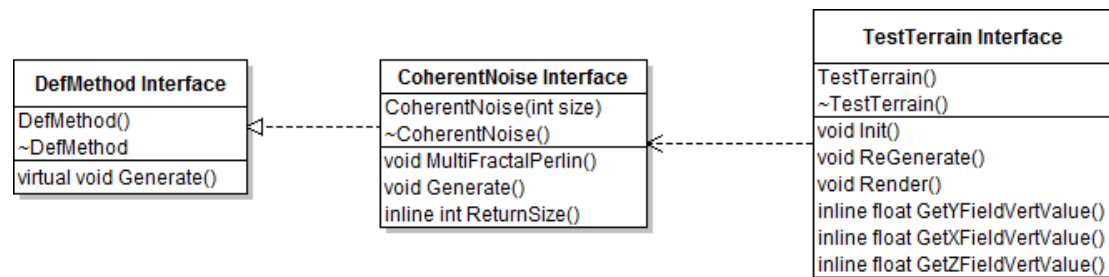 DefMethod Interface
DefMethod()
~DefMethod
virtual void Generate()
CoherentNoise Interface
CoherentNoise(int size)
~CoherentNoise()
void MultiFractalPerlin()
void Generate()
inline int ReturnSize()
TestTerrain Interface
TestTerrain()
~TestTerrain()
void Init()
void ReGenerate()
void Render()
inline float GetYFieldVertValue()
inline float GetXFieldVertValue()
inline float GetZFieldVertValue()